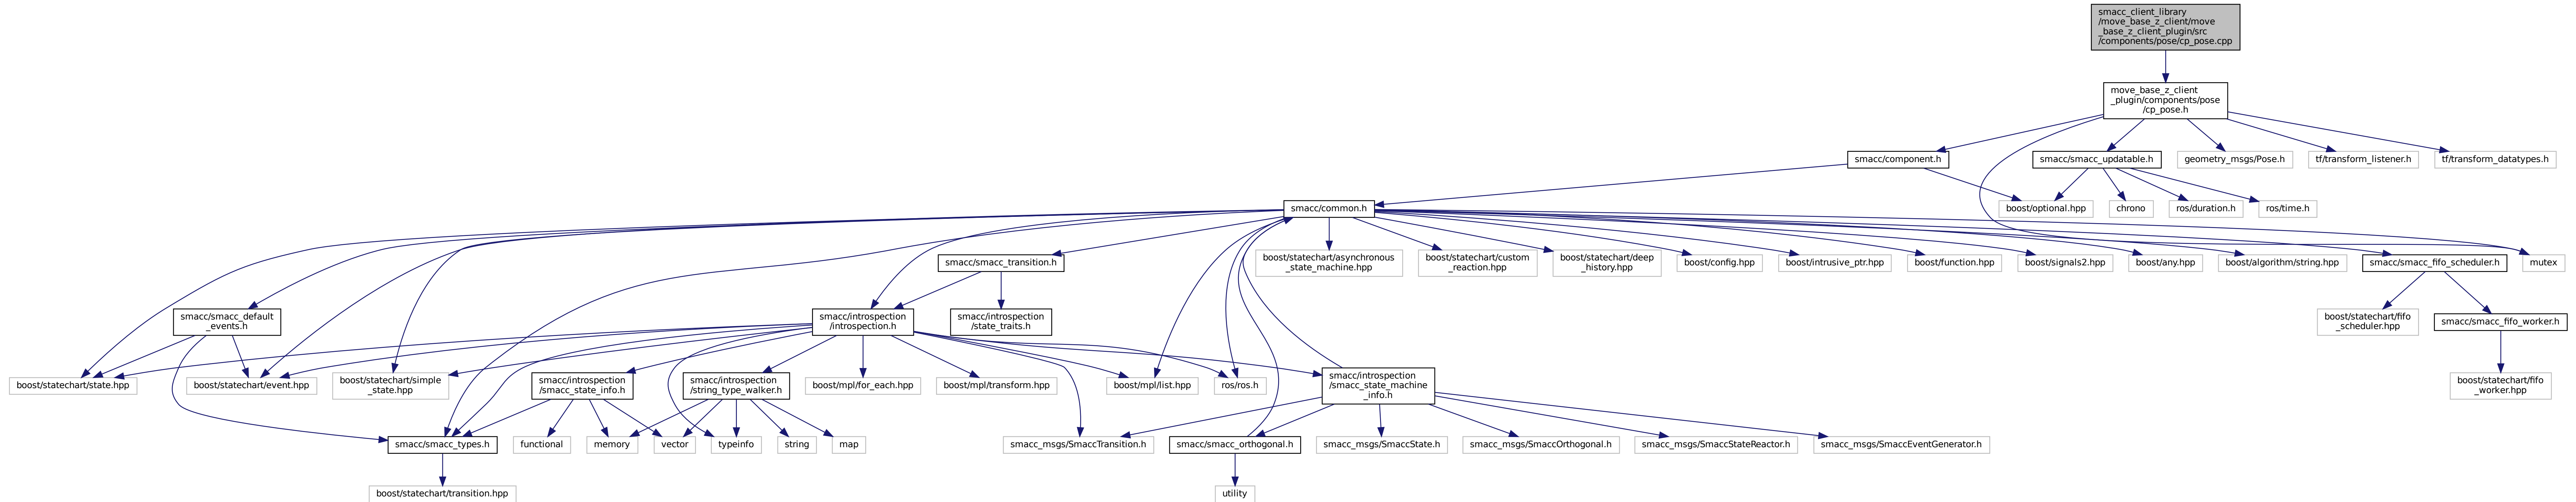 smacc_client_library
/move_base_z_client/move
_base_z_client_plugin/src
/components/pose/cp_pose.cpp
move_base_z_client
_plugin/components/pose
/cp_pose.h
smacc/component.h
smacc/smacc_updatable.h
geometry_msgs/Pose.h
tf/transform_listener.h
tf/transform_datatypes.h
smacc/common.h
boost/optional.hpp
chrono
ros/duration.h
ros/time.h
smacc/smacc_transition.h
boost/statechart/asynchronous
_state_machine.hpp
boost/statechart/custom
_reaction.hpp
boost/statechart/deep
_history.hpp
boost/config.hpp
boost/intrusive_ptr.hpp
boost/function.hpp
boost/signals2.hpp
boost/any.hpp
boost/algorithm/string.hpp
smacc/smacc_fifo_scheduler.h
mutex
smacc/smacc_default
_events.h
smacc/introspection
/introspection.h
smacc/introspection
/state_traits.h
boost/statechart/fifo
_scheduler.hpp
smacc/smacc_fifo_worker.h
boost/statechart/state.hpp
boost/statechart/event.hpp
boost/statechart/simple
_state.hpp
smacc/introspection
/smacc_state_info.h
smacc/introspection
/string_type_walker.h
boost/mpl/for_each.hpp
boost/mpl/transform.hpp
boost/mpl/list.hpp
ros/ros.h
smacc/introspection
/smacc_state_machine
_info.h
boost/statechart/fifo
_worker.hpp
smacc/smacc_types.h
functional
memory
vector
typeinfo
string
map
smacc_msgs/SmaccTransition.h
smacc/smacc_orthogonal.h
smacc_msgs/SmaccState.h
smacc_msgs/SmaccOrthogonal.h
smacc_msgs/SmaccStateReactor.h
smacc_msgs/SmaccEventGenerator.h
boost/statechart/transition.hpp
utility